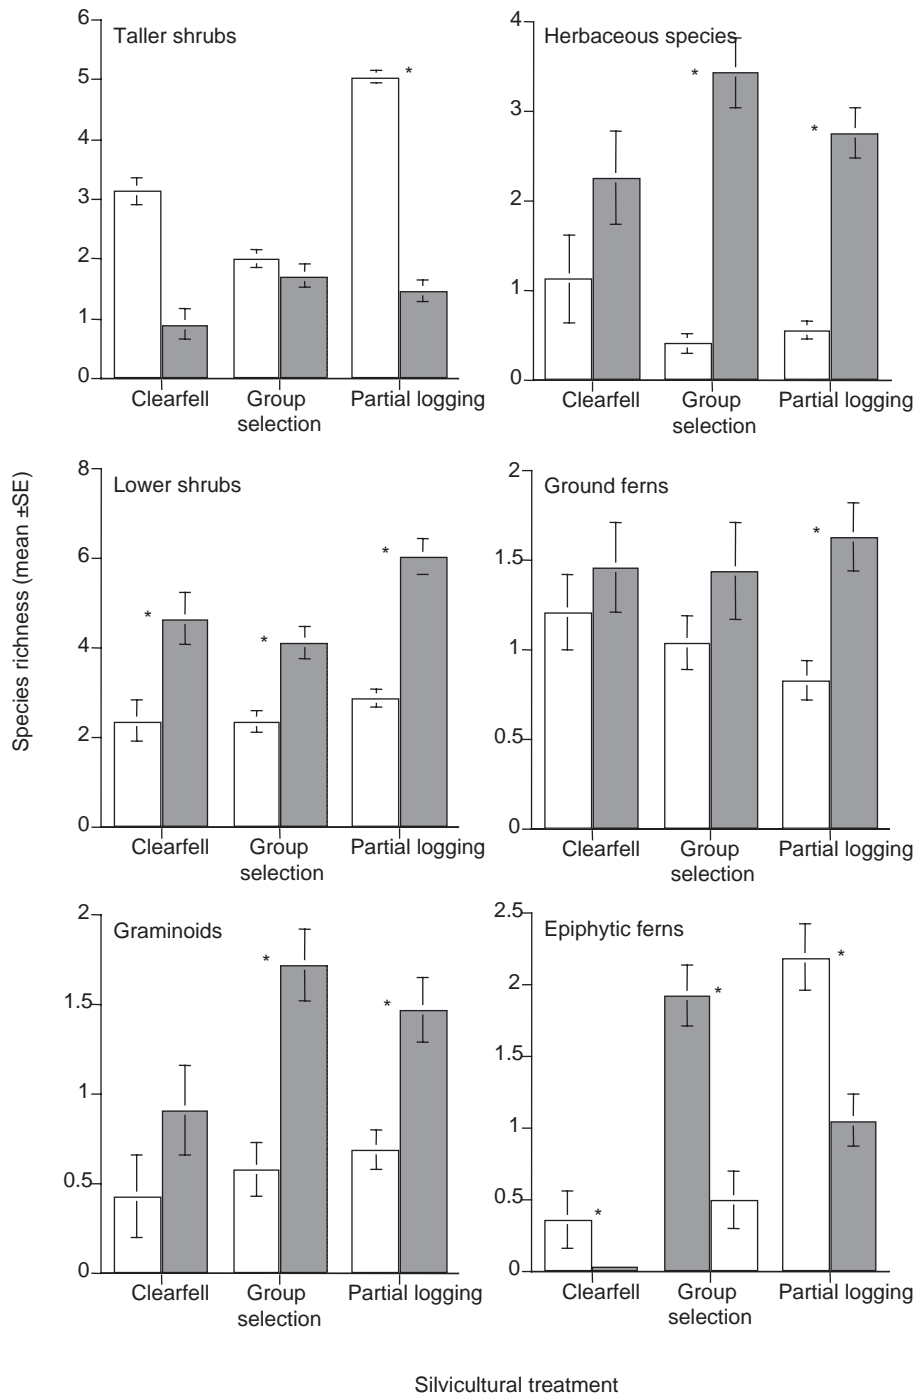 Species richness (mean ±SE)
Taller shrubs
6
5
4
3
2
1
0
*
Clearfell
Group
selection
Partial logging
Herbaceous species
4
3
2
1
0
*
*
Clearfell
Group
selection
Partial logging
Lower shrubs
8
6
4
2
0
*
*
*
Clearfell
Group
selection
Partial logging
Ground ferns
2
1.5
1
0.5
0
*
Clearfell
Group
selection
Partial logging
Graminoids
2
1.5
1
0.5
0
*
*
Clearfell
Group
selection
Partial logging
Epiphytic ferns
2.5
2
1.5
1
0.5
0
*
*
*
Clearfell
Group
selection
Partial logging
Silvicultural treatment